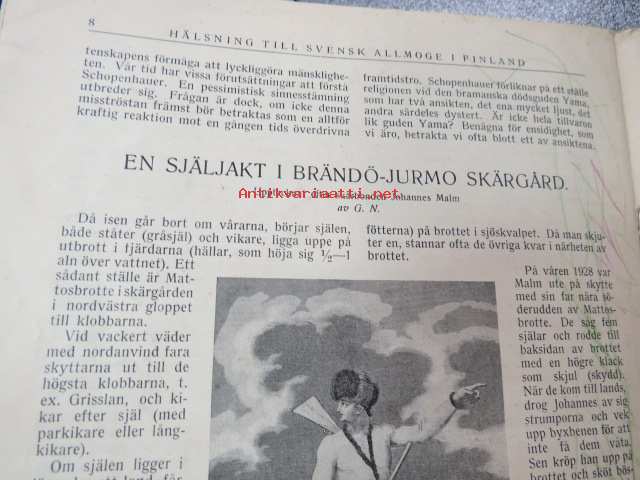 8
HÄLSNING TILL SVENSK ALLMOGE I FINLAND
tenskapens förmåga att lyckliggöra mänsklighe-
ten. Vår tid har vissa förutsättningar att förstå
Schopenhauer. En pessimistisk sinnesstämning
utbreder sig. Frågan är dock, om icke denna
misströstan främst bör betraktas som en alltför
kraftig reaktion mot en gången tids överdrivna
framtidstro. Schopenhauer förliknar på ett ställe
religionen vid den bramanska dödsguden Yama,
som har två ansikten, det ena mycket ljust, det
andra särdeles dystert. Är icke hela tillvaron
lik guden Yama? Benägna för ensidighet, som
vi äro, betrakta vi ofta blott ett av ansiktena.
EN SJÄLJAKT I BRÄNDÖ-JURMO SKÄRGÅRD.
Antikvariaatti.net
Johannes Malm
av G. N.
Då isen går bort om vårarna, börjar själen,
både ståter (gråsjäl) och vikare, ligga uppe på
utbrott i fjärdarna (hällar, som höja sig ½—1
aln över vattnet). Ett
sådant ställe är Mat-
tosbrotte i skärgården
i nordvästra gloppet
till klobbarna.
Vid vackert väder
med nordanvind fara
skyttarna ut till de
högsta klobbarna, t.
ex. Grisslan, och ki-
kar efter själ (med
parkikare eller lång-
kikare).
Om själen ligger i
fötterna) på brottet i sjöskvalpet. Då man skju-
ter en, stannar ofta de övriga kvar i närheten av
brottet.
På våren 1928 var
Malm ute på skytte
med sin far nära sö-
derudden av Mattos-
brotte. De såg fem
själar och rodde till
baksidan av brottet
med en högre klack
som skjul (skydd).
När de kom till lands,
drog Johannes av sig
strumporna och vek
upp byxbenen för att
inte få dem våta.
Sen kröp han upp på
brottet och sköt bös-